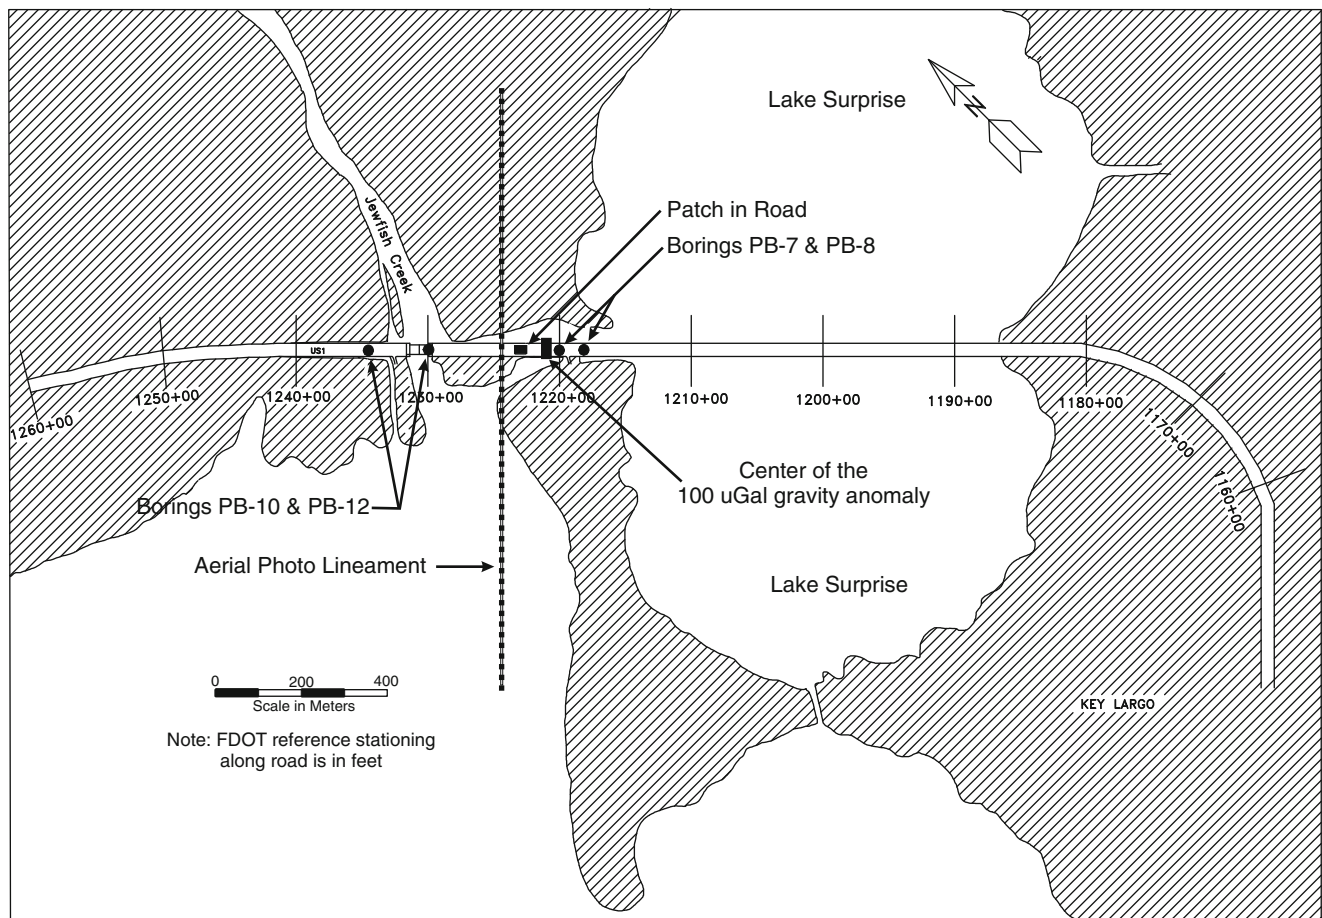 Lake Surprise
N
Patch in Road
Borings PB-7 & PB-8
Jewfish Creek
US1
1260+00
1250+00
1240+00
1230+00
1220+00
1210+00
1200+00
1190+00
1180+00
1170+00
1160+00
Center of the
100 uGal gravity anomaly
Borings PB-10 & PB-12
Aerial Photo Lineament
Lake Surprise
0 200 400
Scale in Meters
KEY LARGO
Note: FDOT reference stationing
along road is in feet